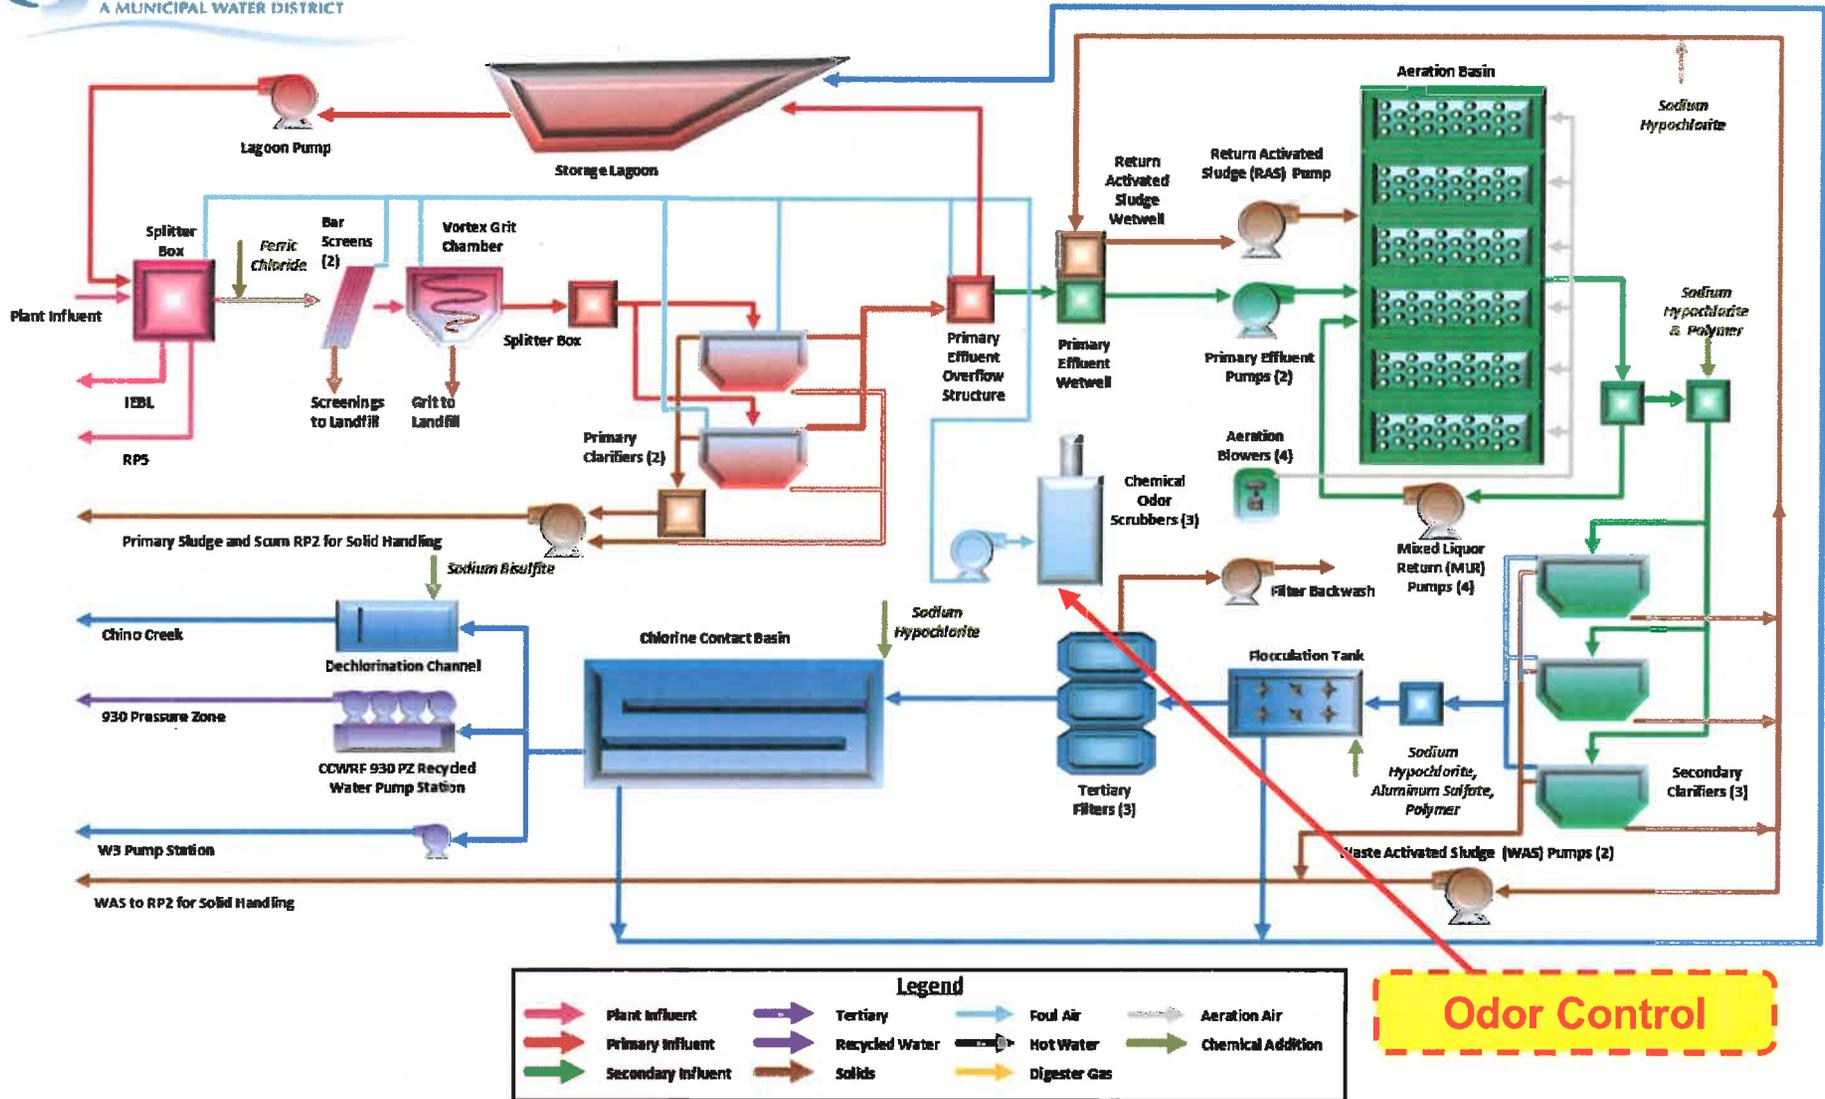 A MUNICIPAL WATER DISTRICT
Aeration Basin
Sodium
Hypochlorite
Lagoon Pump
Storage Lagoon
Return
Activated
Sludge
Wetwell
Return Activated
Sludge (RAS) Pump
Splitter
Box
Ferric
Chloride
Bar
Screens
(2)
Vortex Grit
Chamber
Plant Influent
Splitter Box
Primary
Effluent
Overflow
Structure
Primary
Effluent
Wetwell
Primary Effluent
Pumps (2)
Sodium
Hypochlorite
& Polymer
IEBL
RP5
Screenings
to Landfill
Grit to
Landfill
Primary
Clarifiers (2)
Aeration
Blowers (4)
Chemical
Odor
Scrubbers (3)
Primary Sludge and Scum RP2 for Solid Handling
Mixed Liquor
Return (MLR)
Pumps (4)
Sodium Bisulfite
Filter Backwash
Chino Creek
Dechlorination Channel
Chlorine Contact Basin
Sodium
Hypochlorite
Flocculation Tank
930 Pressure Zone
CCWRF 930 PZ Recycled
Water Pump Station
Tertiary
Filters (3)
Sodium
Hypochlorite,
Aluminum Sulfate,
Polymer
Secondary
Clarifiers (3)
W3 Pump Station
Waste Activated Sludge (WAS) Pumps (2)
WAS to RP2 for Solid Handling
Odor Control
Legend
Plant Influent
Tertiary
Foul Air
Aeration Air
Primary Influent
Recycled Water
Hot Water
Chemical Addition
Secondary Influent
Solids
Digester Gas